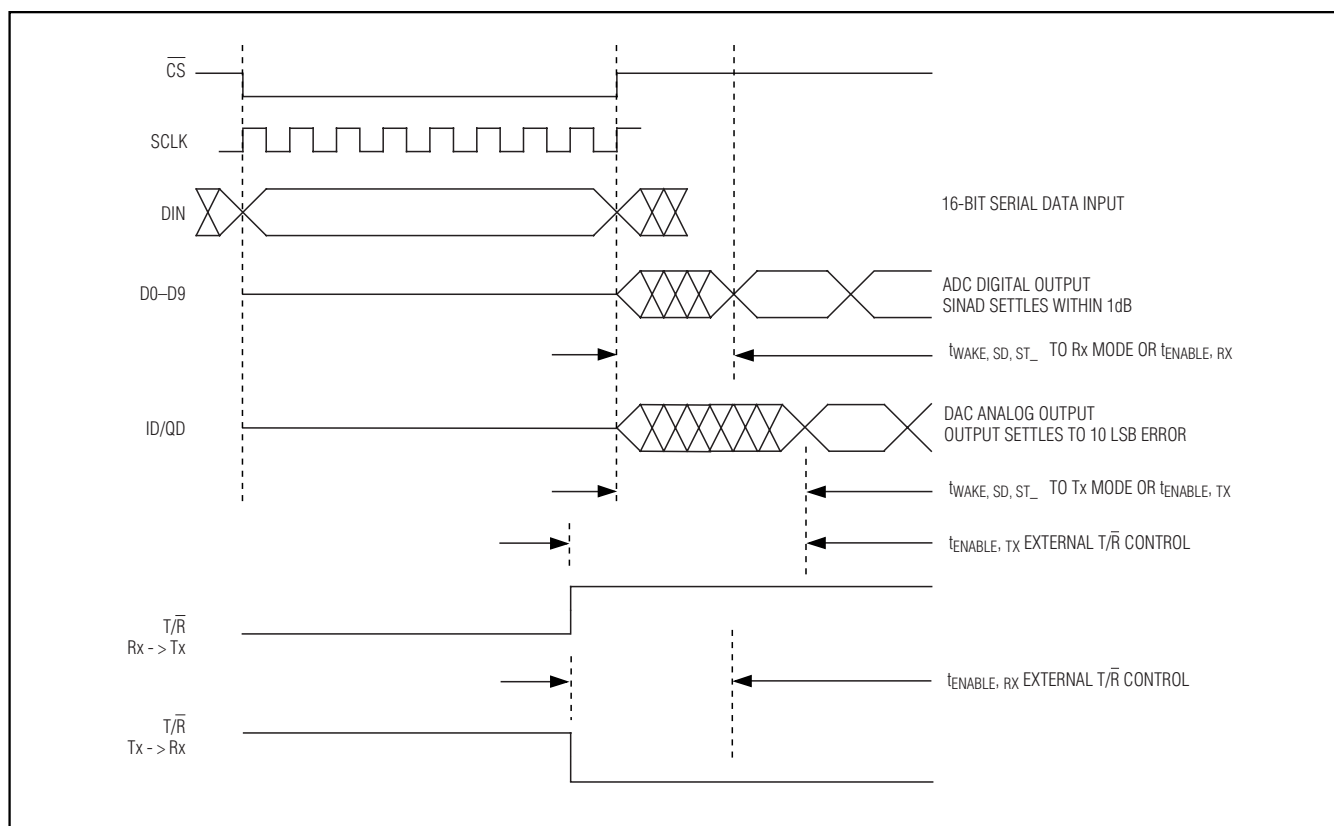 C̅S̅
SCLK
DIN
16-BIT SERIAL DATA INPUT
D0–D9
ADC DIGITAL OUTPUT
SINAD SETTLES WITHIN 1dB
tWAKE, SD, ST_ TO Rx MODE OR tENABLE, RX
ID/QD
DAC ANALOG OUTPUT
OUTPUT SETTLES TO 10 LSB ERROR
tWAKE, SD, ST_ TO Tx MODE OR tENABLE, TX
tENABLE, TX EXTERNAL T/R̅ CONTROL
T/R̅
Rx - > Tx
tENABLE, RX EXTERNAL T/R̅ CONTROL
T/R̅
Tx - > Rx